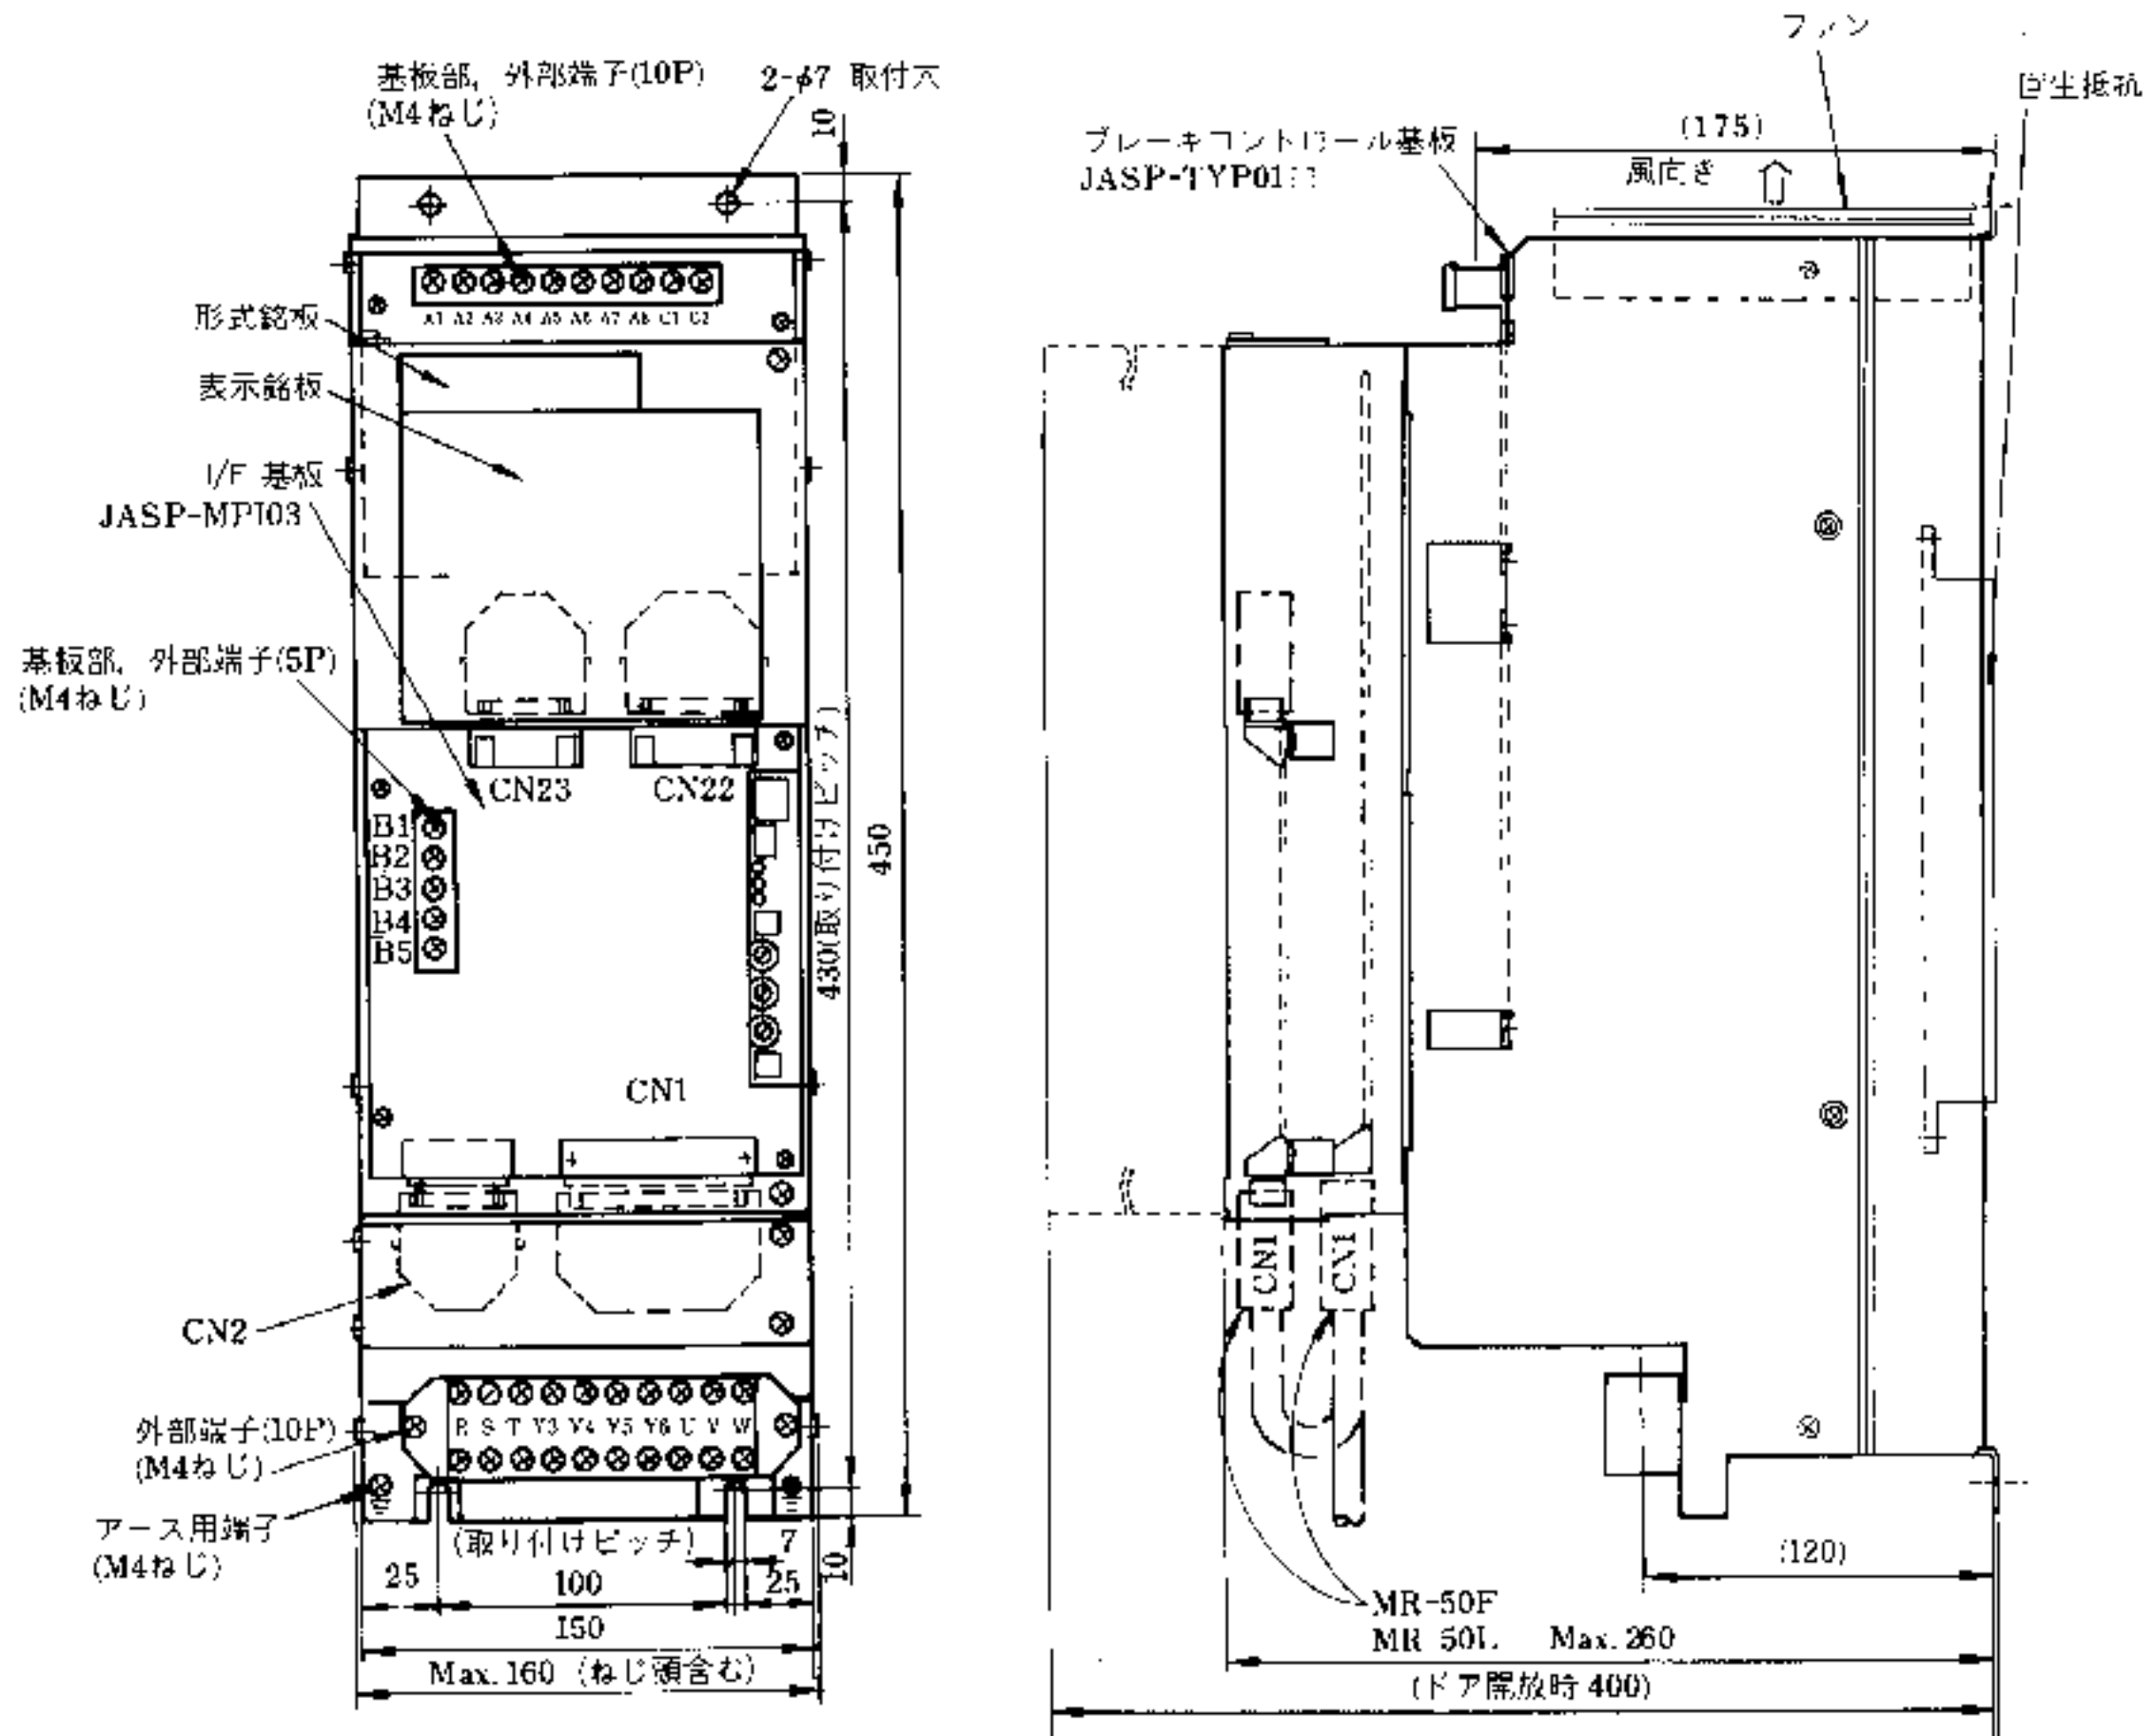 基板部, 外部端子(10P)
(M4ねじ)
2-φ7 取付穴
10
形式銘板
表示銘板
I/F 基板
JASP-MPI03
基板部, 外部端子(5P)
(M4ねじ)
A1 A2 A3 A4 A5 A6 A7 A8 C1 C2
CN23
CN22
B1
B2
B3
B4
B5
CN1
430(取り付けピッチ)
450
CN2
外部端子(10P)
(M4ねじ)
R S T Y3 Y4 Y5 Y6 U V W
アース用端子
(M4ねじ)
(取り付けピッチ)
7
10
25
100
25
150
Max.160 (ねじ頭含む)
ファン
回生抵抗
ブレーキコントロール基板
JASP-TYP01
(175)
風向き
CN1
CN1
(120)
MR-50F
MR 50L
Max.260
(ドア開放時400)